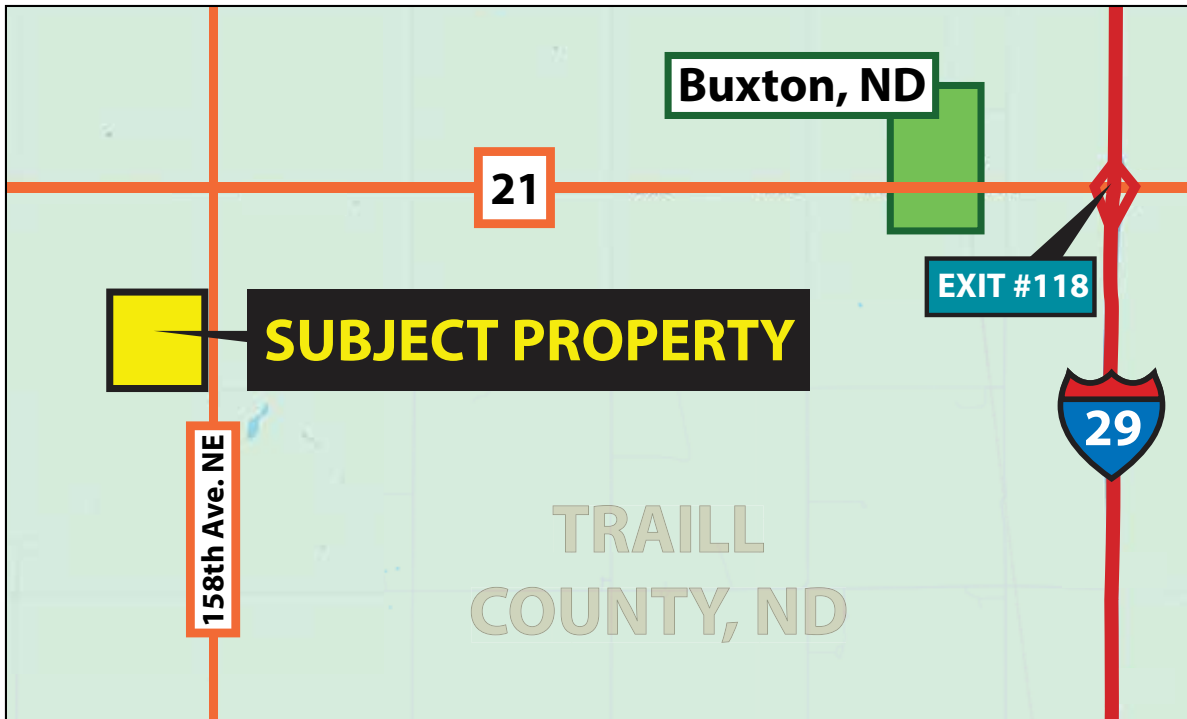 Buxton, ND
21
EXIT #118
SUBJECT PROPERTY
29
158th Ave. NE
TRAILL
COUNTY, ND